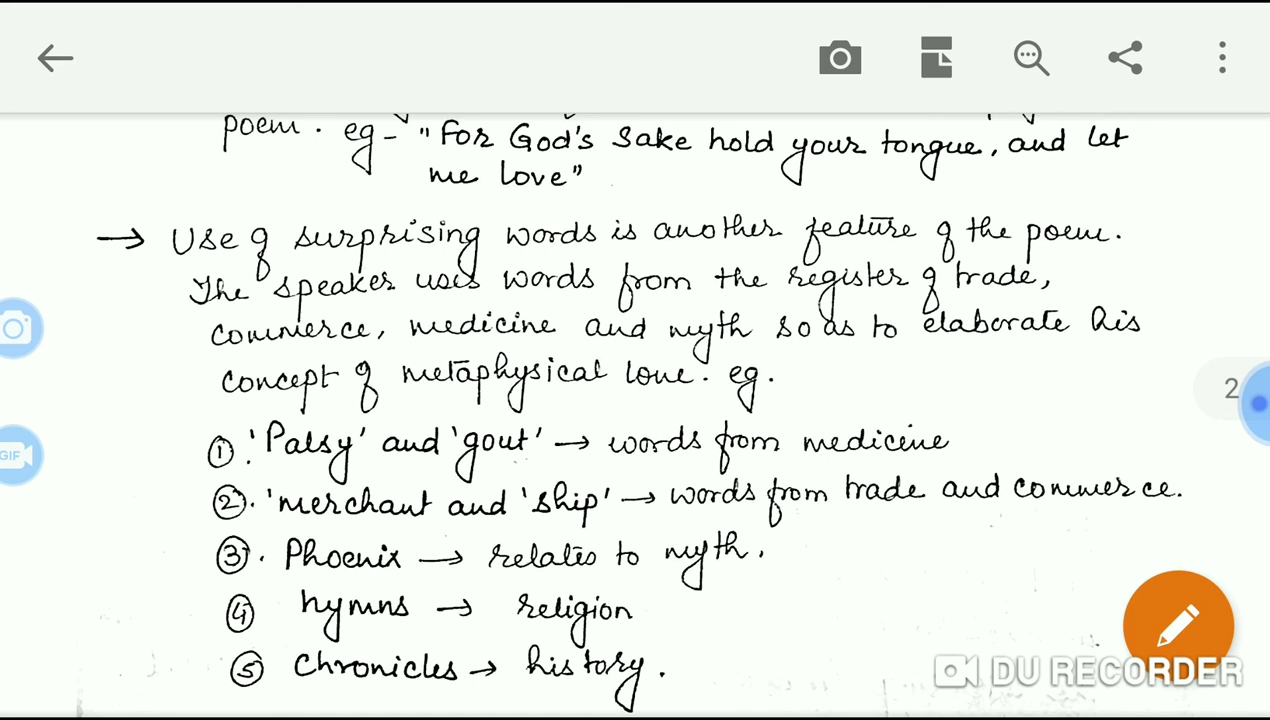 poem. eg- "For God's sake hold your tongue, and let
me love"
→ Use of surprising words is another feature of the poem.
The speaker uses words from the register of trade,
commerce, medicine and myth so as to elaborate his
concept of metaphysical love. eg.
① 'Palsy' and 'gout' → words from medicine
②. 'merchant and 'ship' → words from trade and commerce.
③. Phoenix → relates to myth.
④ hymns → religion
⑤ Chronicles → history.
2
GIF
DU RECORDER